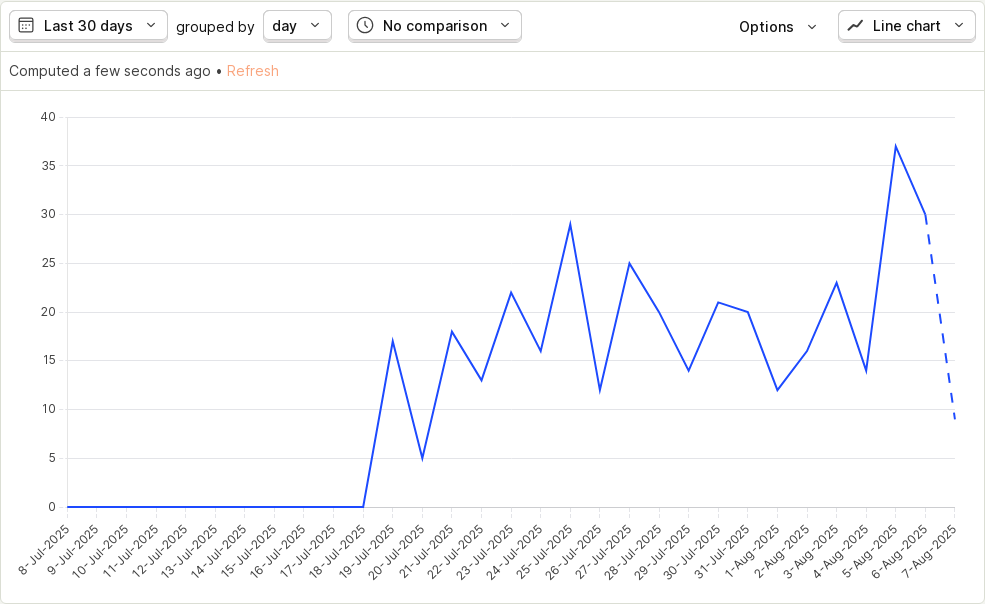 Last 30 days grouped by day No comparison Options Line chart
Computed a few seconds ago • Refresh
40
35
30
25
20
15
10
5
0
8-Jul-2025
9-Jul-2025
10-Jul-2025
11-Jul-2025
12-Jul-2025
13-Jul-2025
14-Jul-2025
15-Jul-2025
16-Jul-2025
17-Jul-2025
18-Jul-2025
19-Jul-2025
20-Jul-2025
21-Jul-2025
22-Jul-2025
23-Jul-2025
24-Jul-2025
25-Jul-2025
26-Jul-2025
27-Jul-2025
28-Jul-2025
29-Jul-2025
30-Jul-2025
31-Jul-2025
1-Aug-2025
2-Aug-2025
3-Aug-2025
4-Aug-2025
5-Aug-2025
6-Aug-2025
7-Aug-2025